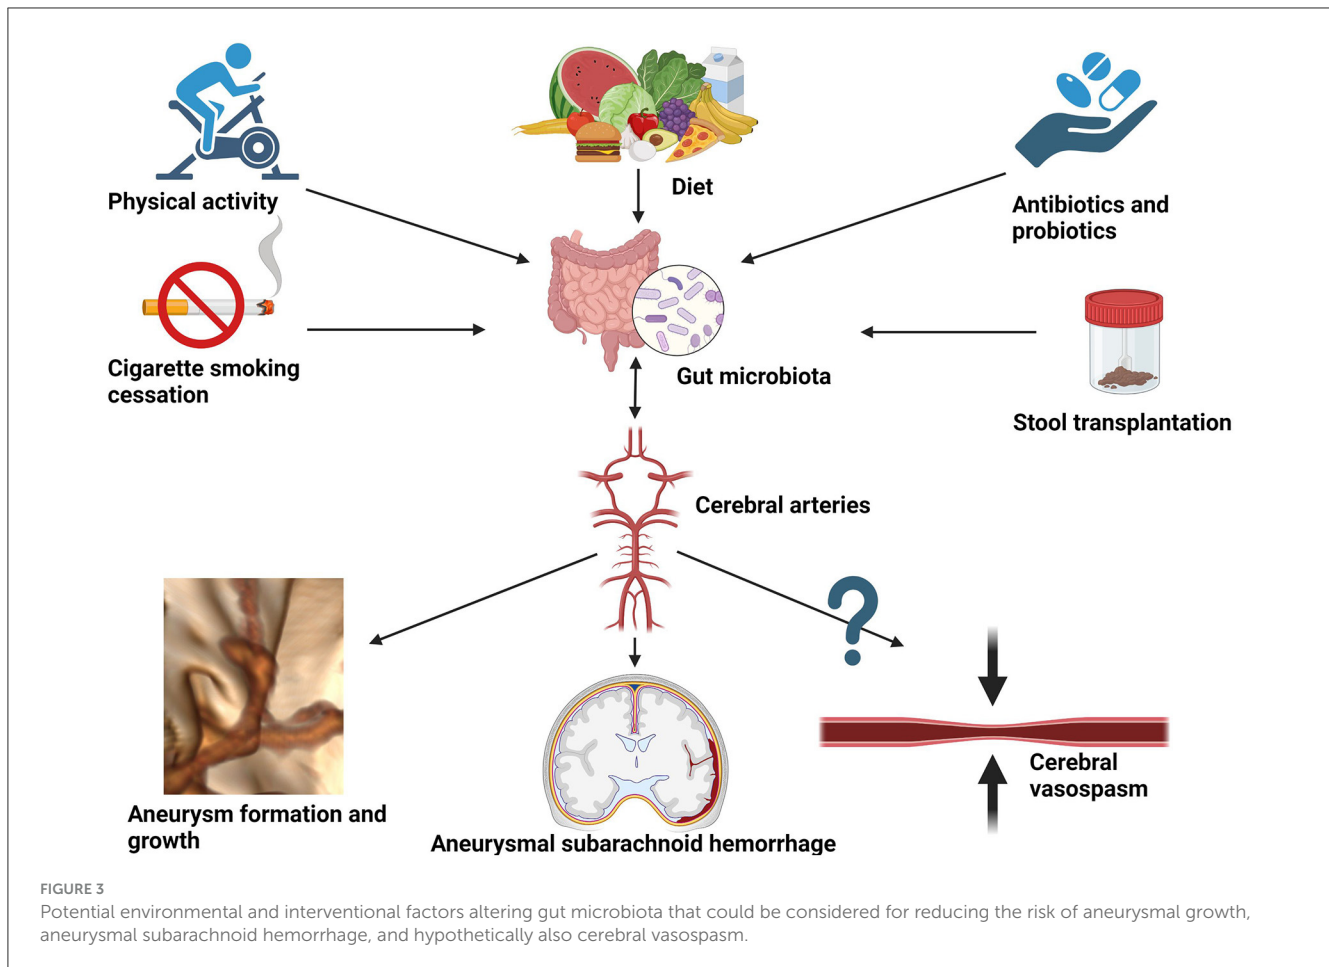 Physical activity
Diet
Antibiotics and
probiotics
Cigarette smoking
cessation
Gut microbiota
Stool transplantation
Cerebral arteries
?
Aneurysm formation and
growth
Aneurysmal subarachnoid hemorrhage
Cerebral
vasospasm
FIGURE 3
Potential environmental and interventional factors altering gut microbiota that could be considered for reducing the risk of aneurysmal growth,
aneurysmal subarachnoid hemorrhage, and hypothetically also cerebral vasospasm.